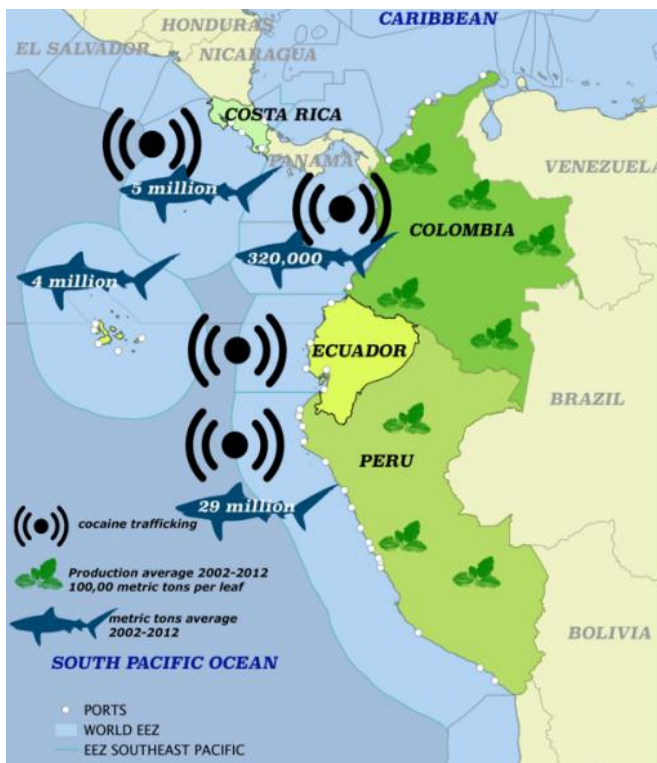 CARIBBEAN
HONDURAS
EL SALVADOR
NICARAGUA
COSTA RICA
PANAMA
VENEZUELA
5 million
COLOMBIA
320,000
4 million
ECUADOR
BRAZIL
PERU
29 million
cocaine trafficking
Production average 2002-2012
100,00 metric tons per leaf
metric tons average
2002-2012
BOLIVIA
SOUTH PACIFIC OCEAN
PORTS
WORLD EEZ
EEZ SOUTHEAST PACIFIC